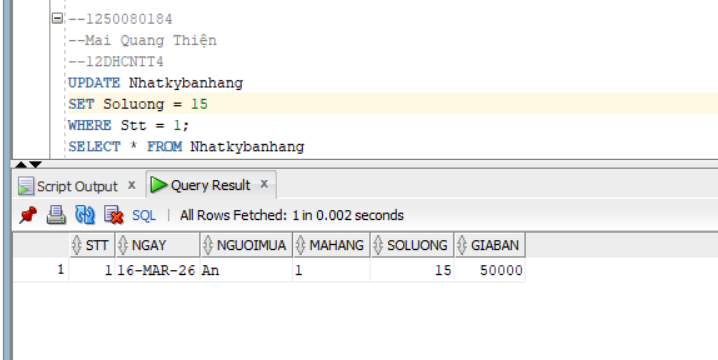 --1250080184
--Mai Quang Thiện
--12DHCNTT4
UPDATE Nhatkybanhang
SET Soluong = 15
WHERE Stt = 1;
SELECT * FROM Nhatkybanhang
Script Output x Query Result x
SQL | All Rows Fetched: 1 in 0.002 seconds
STT NGAY NGUOIMUA MAHANG SOLUONG GIABAN
1 1 16-MAR-26 An 1 15 50000